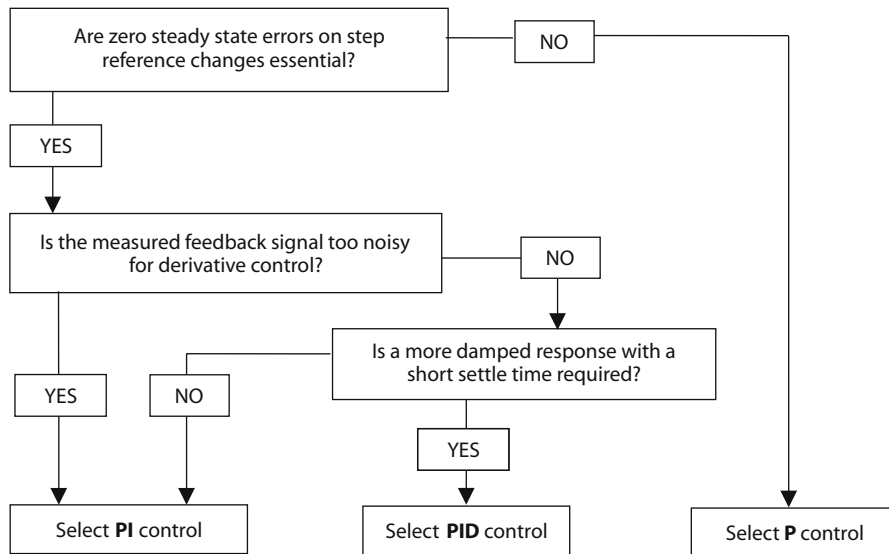 Are zero steady state errors on step
reference changes essential?
NO
YES
Is the measured feedback signal too noisy
for derivative control?
NO
Is a more damped response with a
short settle time required?
YES
NO
YES
Select PI control
Select PID control
Select P control